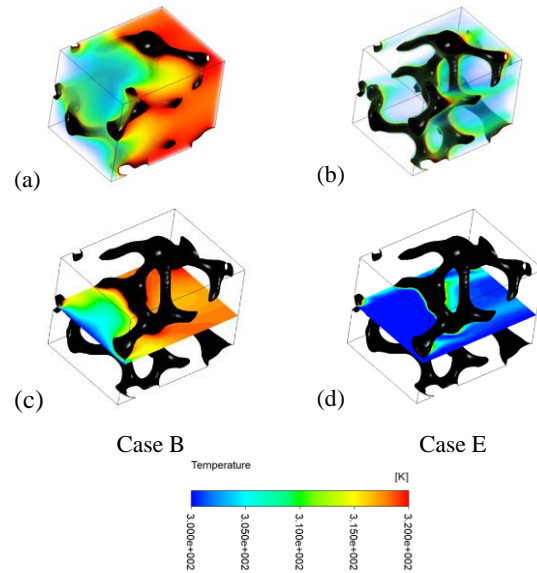 (a)
(b)
(c)
(d)
Case B
Case E
Temperature
[K]
3.000e+002
3.050e+002
3.100e+002
3.150e+002
3.200e+002